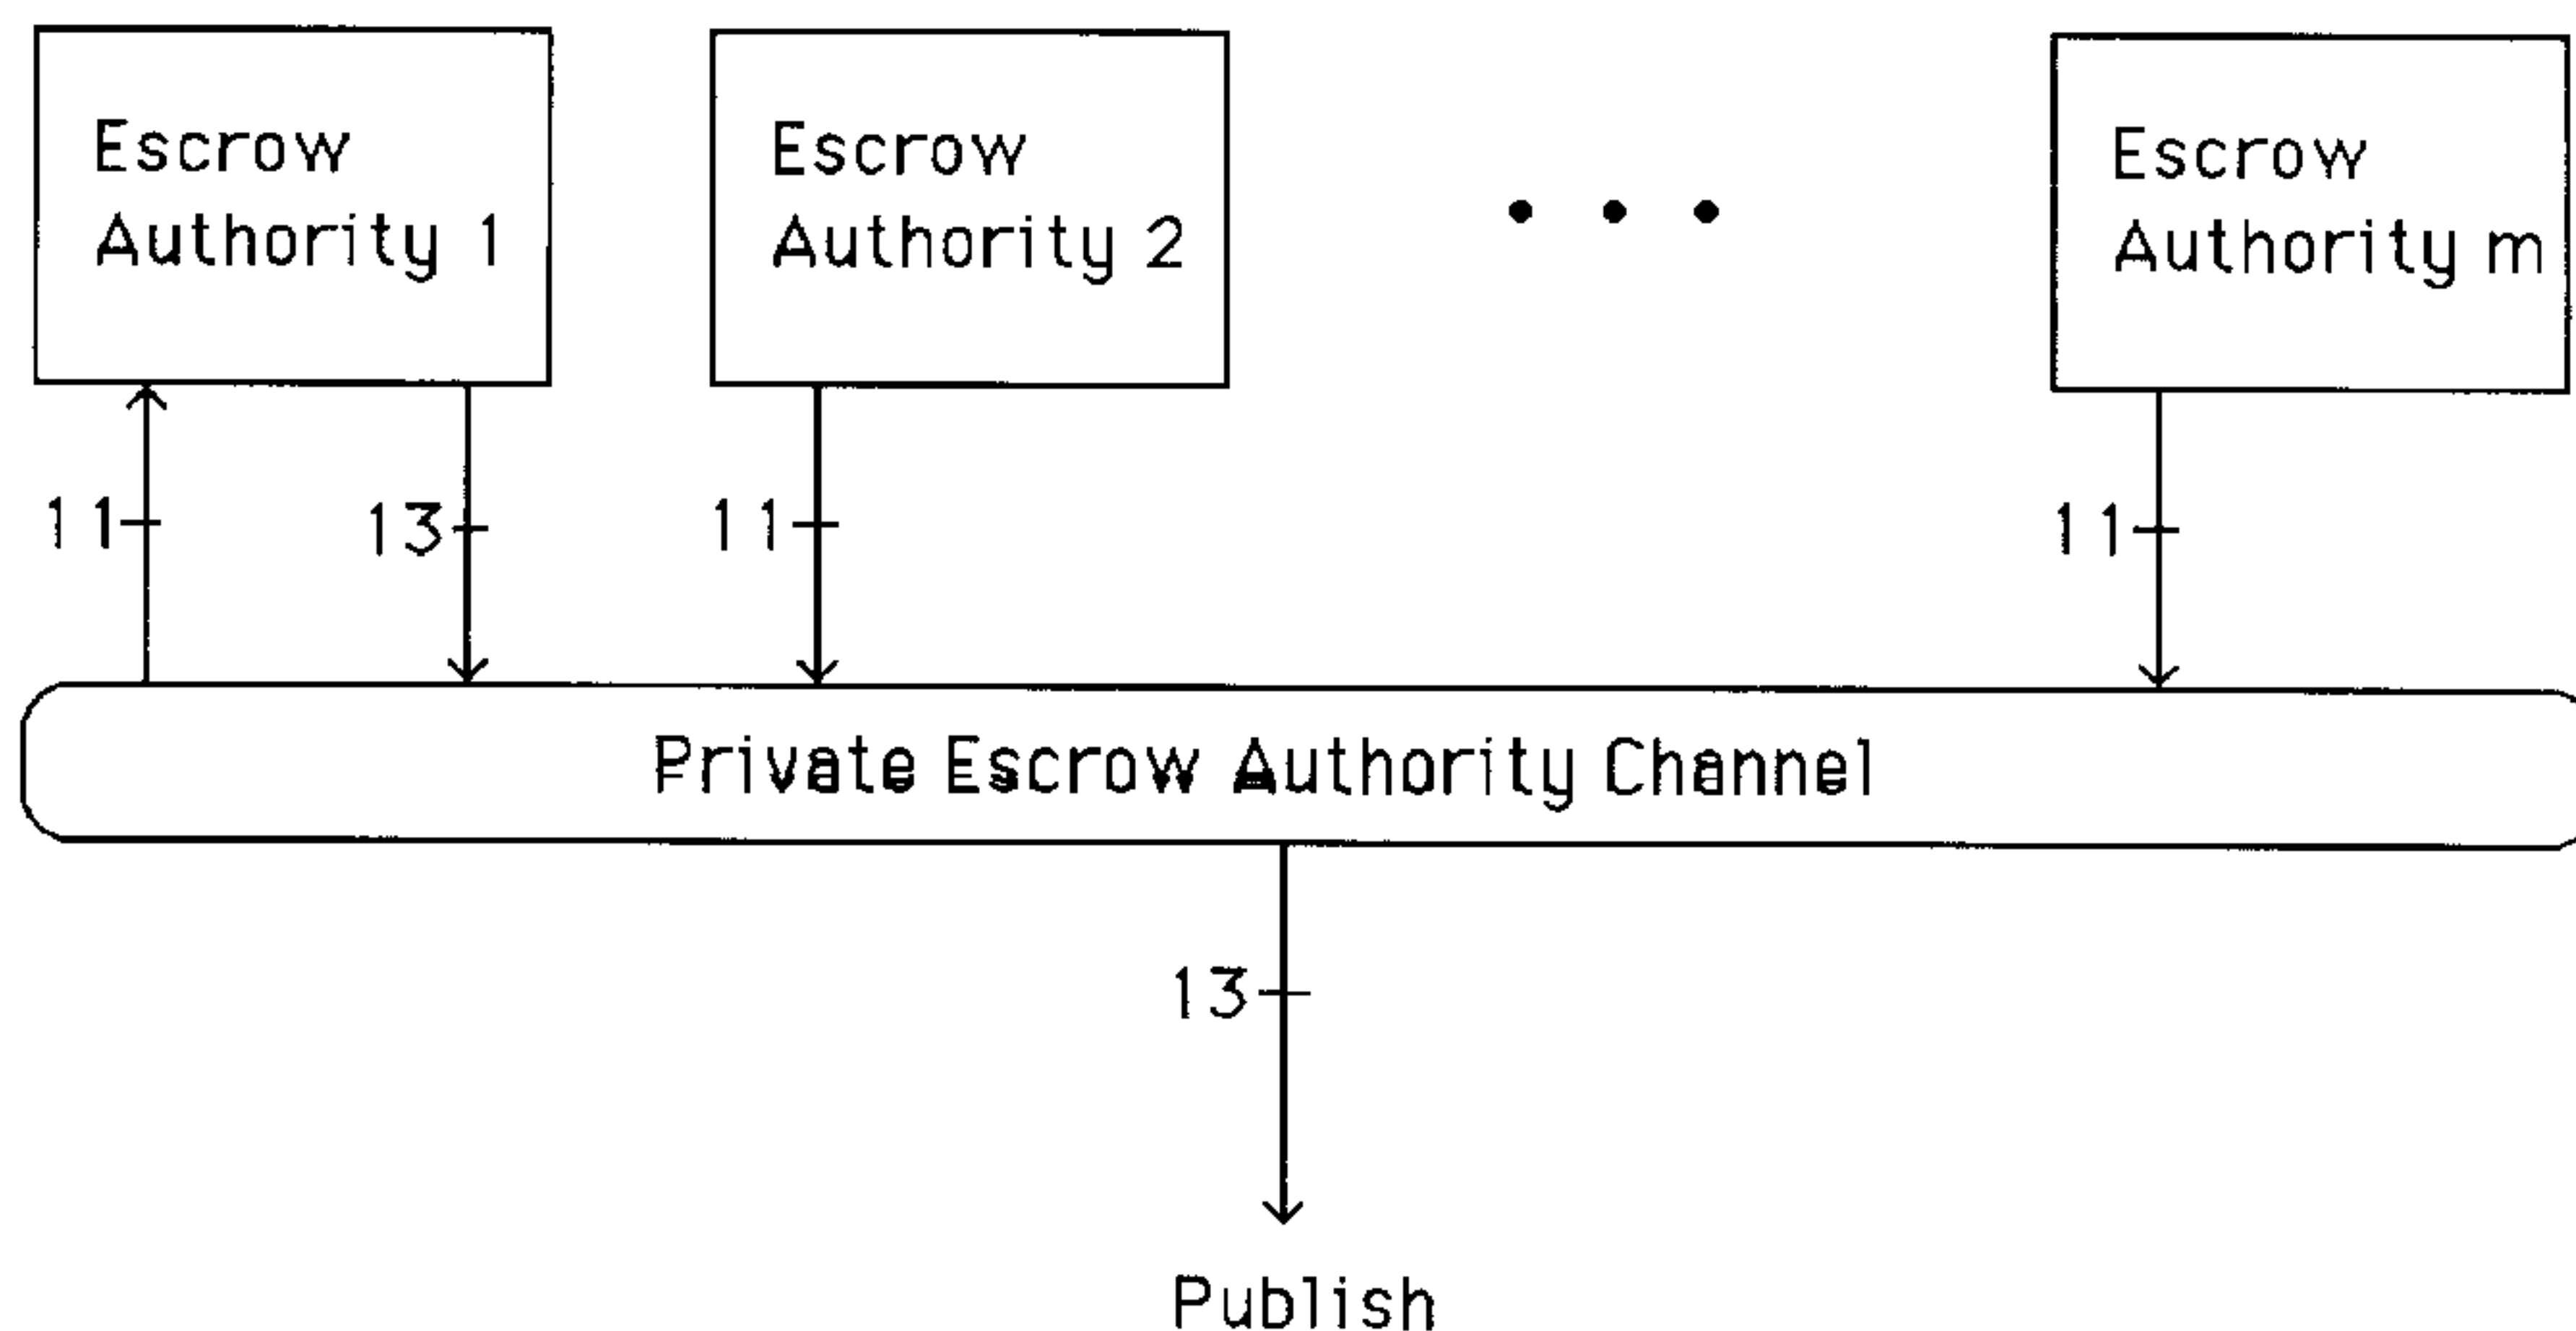 Escrow
Authority 1
Escrow
Authority 2
Escrow
Authority m
11
13
11
11
Private Escrow Authority Channel
13
Publish